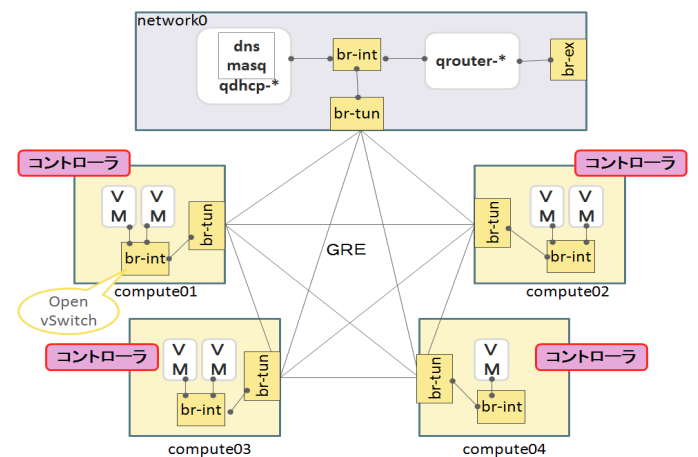 network0
dns
masq
qdhcp-*
br-int
qrouter-*
br-ex
br-tun
コントローラ
V
M
V
M
br-tun
br-int
compute01
Open
vSwitch
GRE
コントローラ
V
M
V
M
br-tun
br-int
compute02
コントローラ
V
M
V
M
br-tun
br-int
compute03
コントローラ
V
M
br-tun
br-int
compute04